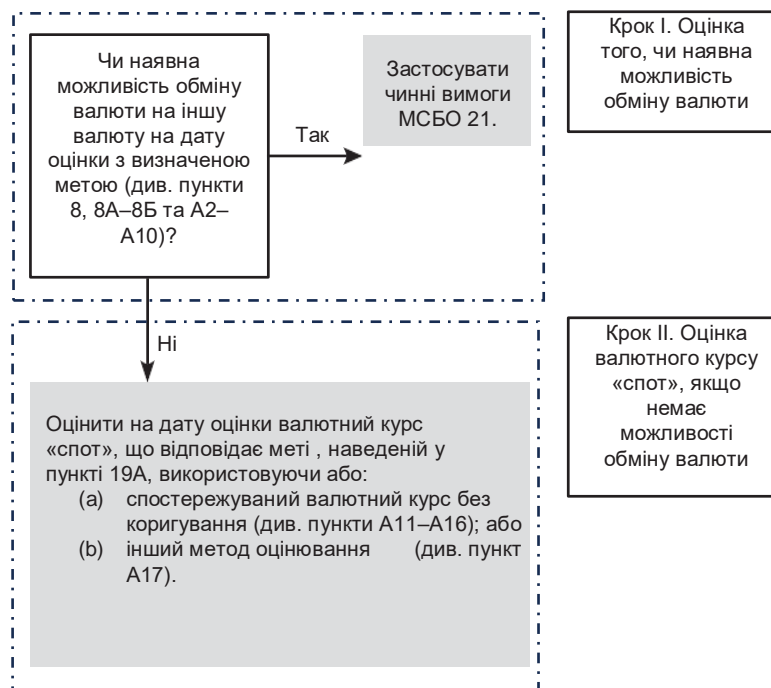 Чи наявна
можливість обміну
валюти на іншу
валюту на дату
оцінки з визначеною
метою (див. пункти
8, 8А–8Б та А2–
А10)?
Так
Застосувати
чинні вимоги
МСБО 21.
Крок І. Оцінка
того, чи наявна
можливість
обміну валюти
Ні
Оцінити на дату оцінки валютний курс
«спот», що відповідає меті , наведеній у
пункті 19А, використовуючи або:
(a) спостережуваний валютний курс без
коригування (див. пункти А11–А16); або
(b) інший метод оцінювання (див. пункт
А17).
Крок ІІ. Оцінка
валютного курсу
«спот», якщо
немає
можливості
обміну валюти